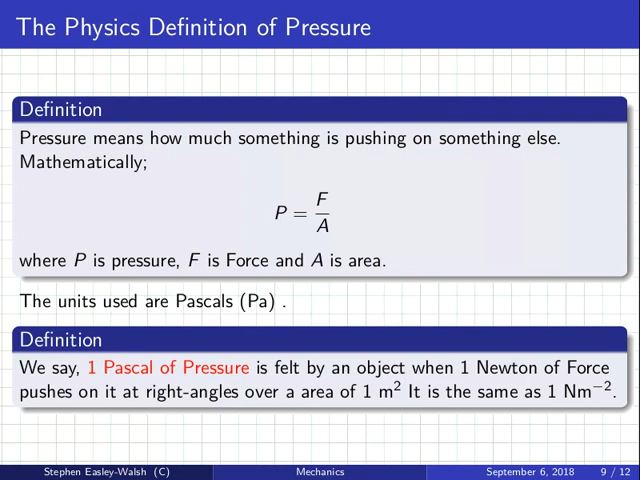 The Physics Definition of Pressure
Definition
Pressure means how much something is pushing on something else.
Mathematically;
P = F/A
where P is pressure, F is Force and A is area.
The units used are Pascals (Pa) .
Definition
We say, 1 Pascal of Pressure is felt by an object when 1 Newton of Force
pushes on it at right-angles over a area of 1 m² It is the same as 1 Nm⁻².
Stephen Easley-Walsh (C) Mechanics September 6, 2018 9 / 12